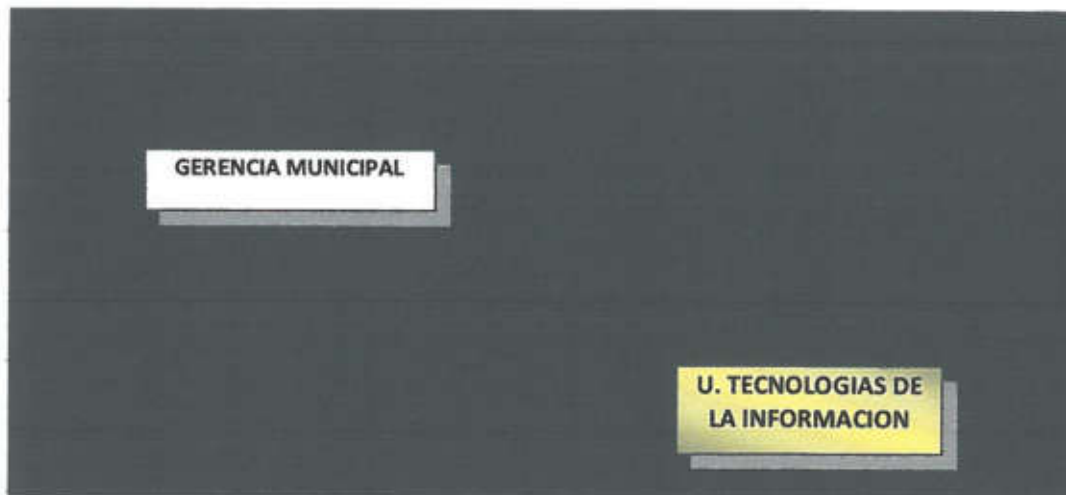 GERENCIA MUNICIPAL
U. TECNOLOGIAS DE
LA INFORMACION